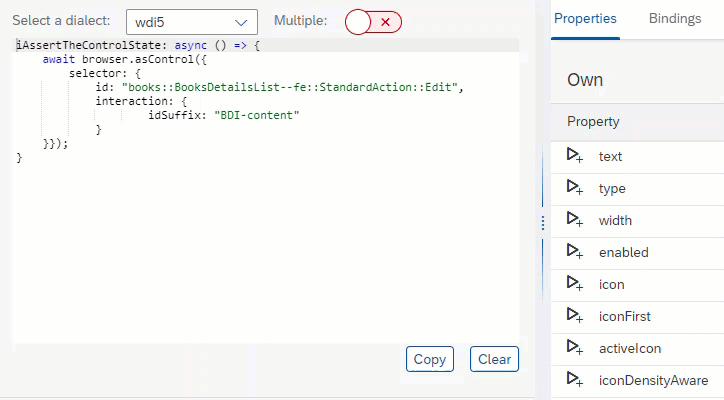 Select a dialect: wdi5 Multiple:
iAssertTheControlState: async () => {
    await browser.asControl({
        selector: {
            id: "books::BooksDetailsList--fe::StandardAction::Edit",
            interaction: {
                    idSuffix: "BDI-content"
            }
    }});
}
Copy Clear
Properties Bindings
Own
Property
text
type
width
enabled
icon
iconFirst
activeIcon
iconDensityAware